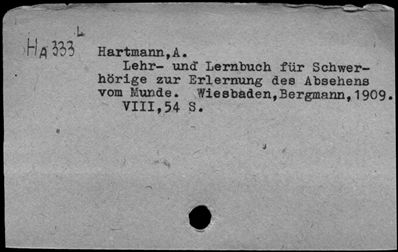 HA 333 L
Hartmann,A.
Lehr- und Lernbuch für Schwer-
hörige zur Erlernung des Absehens
vom Munde. Wiesbaden,Bergmann,1909.
VIII,54 S.